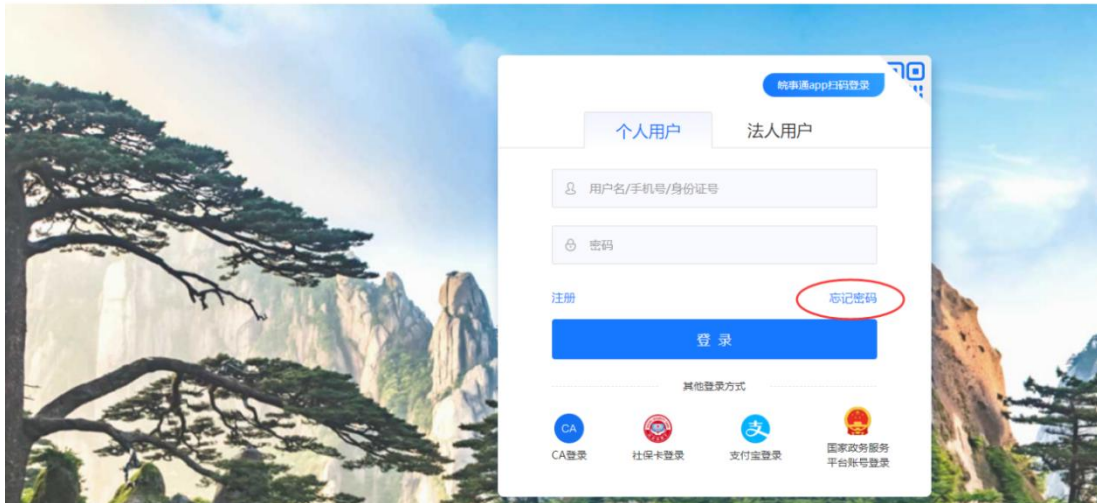 皖事通app扫码登录
个人用户 法人用户
用户名/手机号/身份证号
密码
注册 忘记密码
登 录
其他登录方式
CA
CA登录 社保卡登录 支付宝登录 国家政务服务
平台账号登录